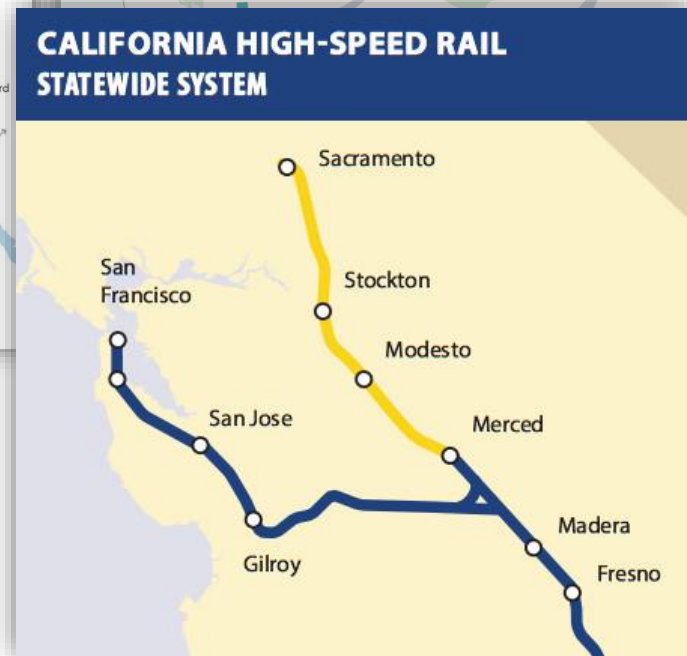 CALIFORNIA HIGH-SPEED RAIL
STATEWIDE SYSTEM
Sacramento
San
Francisco
Stockton
Modesto
San Jose
Merced
Gilroy
Madera
Fresno